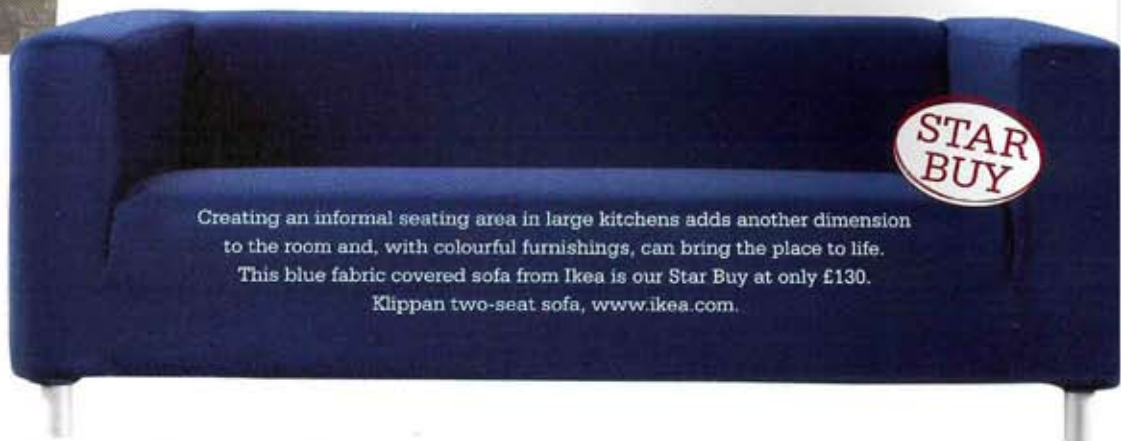 STAR
BUY
Creating an informal seating area in large kitchens adds another dimension
to the room and, with colourful furnishings, can bring the place to life.
This blue fabric covered sofa from Ikea is our Star Buy at only £130.
Klippan two-seat sofa, www.ikea.com.